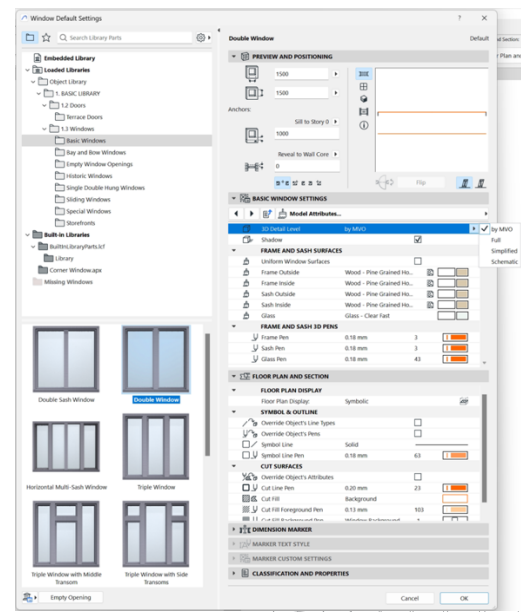 Window Default Settings
Search Library Parts
Embedded Library
Loaded Libraries
Object Library
1. BASIC LIBRARY
1.2 Doors
Terrace Doors
1.3 Windows
Basic Windows
Bay and Bow Windows
Empty Window Openings
Historic Windows
Single Double Hung Windows
Sliding Windows
Special Windows
Storefronts
Built-in Libraries
BuiltInLibraryParts.lcf
Library
Corner Window.apx
Missing Windows
Double Sash Window
Double Window
Horizontal Multi-Sash Window
Triple Window
Triple Window with Middle Transom
Triple Window with Side Transoms
Empty Opening
Double Window
Default
PREVIEW AND POSITIONING
1500
1500
Anchors:
Sill to Story 0
1000
Reveal to Wall Core
0
Flip
BASIC WINDOW SETTINGS
Model Attributes...
3D Detail Level by MVO
Shadow
FRAME AND SASH SURFACES
Uniform Window Surfaces
Frame Outside Wood - Pine Grained Ho...
Frame Inside Wood - Pine Grained Ho...
Sash Outside Wood - Pine Grained Ho...
Sash Inside Wood - Pine Grained Ho...
Glass Glass - Clear Fast
FRAME AND SASH 3D PENS
Frame Pen 0.18 mm 3
Sash Pen 0.18 mm 3
Glass Pen 0.18 mm 43
FLOOR PLAN AND SECTION
FLOOR PLAN DISPLAY
Floor Plan Display: Symbolic
SYMBOL & OUTLINE
Override Object's Line Types
Override Object's Pens
Symbol Line Solid
Symbol Line Pen 0.18 mm 63
CUT SURFACES
Override Object's Attributes
Cut Line Pen 0.20 mm 23
Cut Fill Background
Cut Fill Foreground Pen 0.13 mm 103
Cut Fill Background Pen Window Background
DIMENSION MARKER
MARKER TEXT STYLE
MARKER CUSTOM SETTINGS
CLASSIFICATION AND PROPERTIES
Cancel
OK
by MVO
Full
Simplified
Schematic
Section:
Plan and